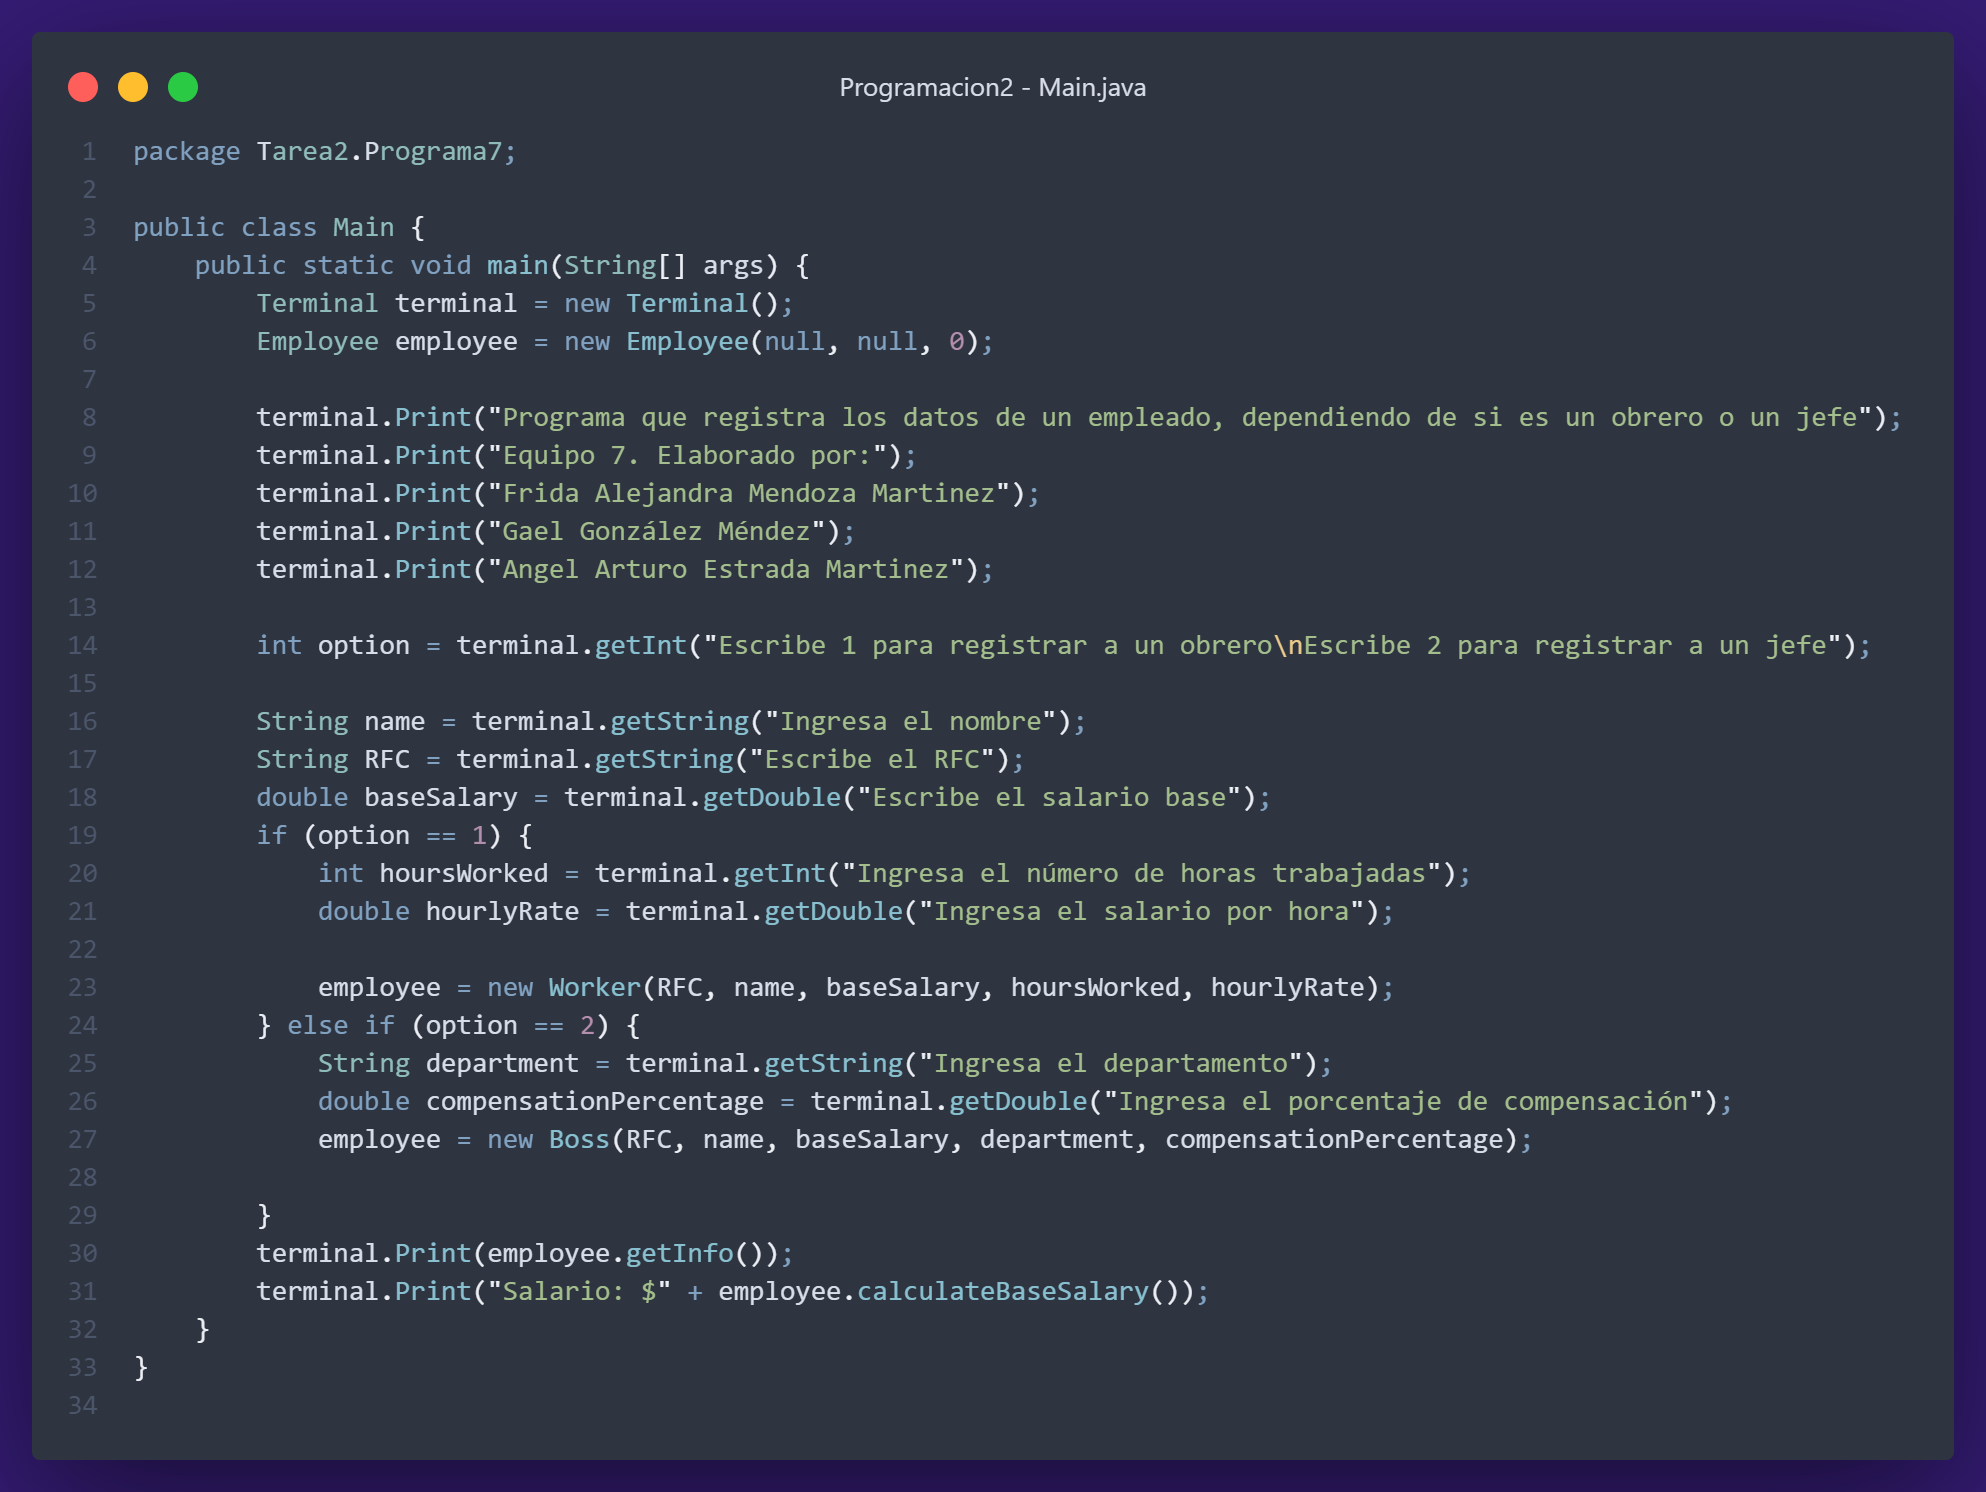 Programacion2 - Main.java
1 package Tarea2.Programa7;
2
3 public class Main {
4     public static void main(String[] args) {
5         Terminal terminal = new Terminal();
6         Employee employee = new Employee(null, null, 0);
7
8         terminal.Print("Programa que registra los datos de un empleado, dependiendo de si es un obrero o un jefe");
9         terminal.Print("Equipo 7. Elaborado por:");
10         terminal.Print("Frida Alejandra Mendoza Martinez");
11         terminal.Print("Gael González Méndez");
12         terminal.Print("Angel Arturo Estrada Martinez");
13
14         int option = terminal.getInt("Escribe 1 para registrar a un obrero\nEscribe 2 para registrar a un jefe");
15
16         String name = terminal.getString("Ingresa el nombre");
17         String RFC = terminal.getString("Escribe el RFC");
18         double baseSalary = terminal.getDouble("Escribe el salario base");
19         if (option == 1) {
20             int hoursWorked = terminal.getInt("Ingresa el número de horas trabajadas");
21             double hourlyRate = terminal.getDouble("Ingresa el salario por hora");
22
23             employee = new Worker(RFC, name, baseSalary, hoursWorked, hourlyRate);
24         } else if (option == 2) {
25             String department = terminal.getString("Ingresa el departamento");
26             double compensationPercentage = terminal.getDouble("Ingresa el porcentaje de compensación");
27             employee = new Boss(RFC, name, baseSalary, department, compensationPercentage);
28
29         }
30         terminal.Print(employee.getInfo());
31         terminal.Print("Salario: $" + employee.calculateBaseSalary());
32     }
33 }
34